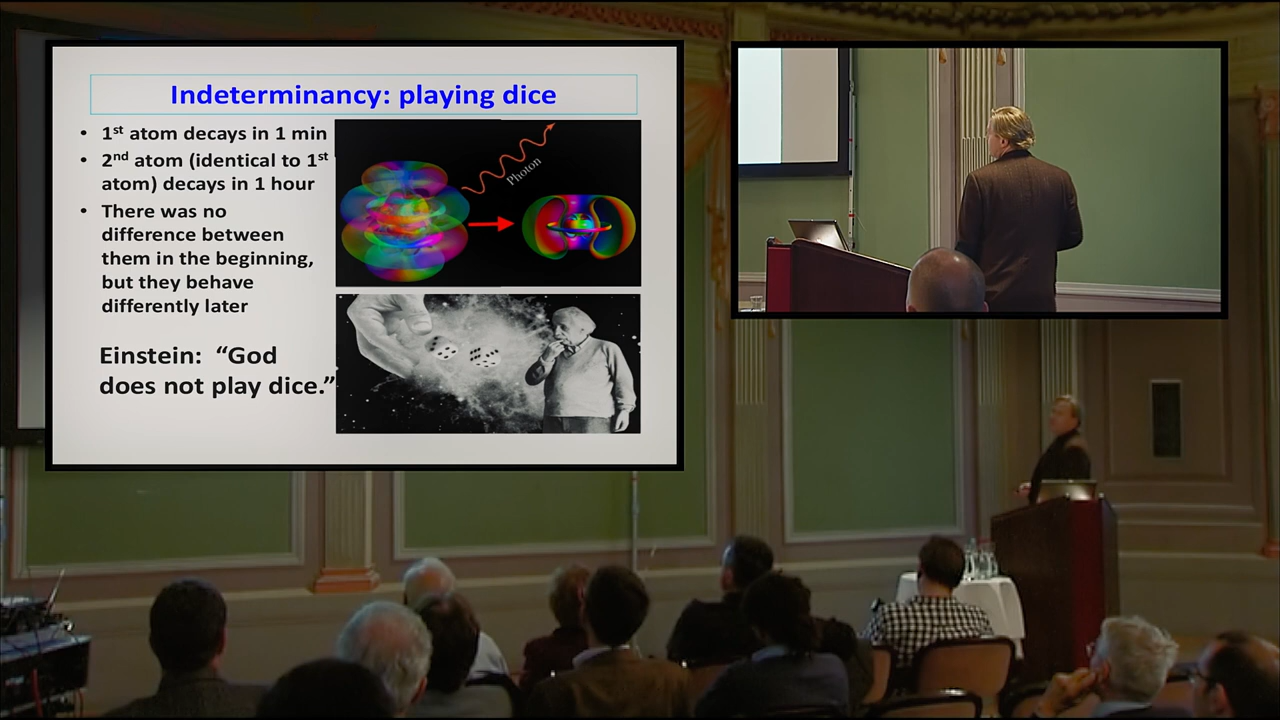 Indeterminancy: playing dice
• 1st atom decays in 1 min
• 2nd atom (identical to 1st
atom) decays in 1 hour
• There was no
difference between
them in the beginning,
but they behave
differently later
Einstein: “God
does not play dice.”
Photon